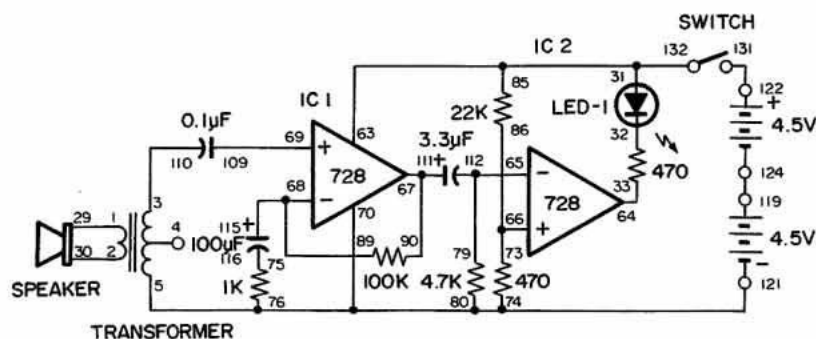 SWITCH
IC 2
132 131
31
85
122
IC 1
22K
LED-1
+
4.5V
0.1µF
63
86
32
3.3µF
110 109
69
+
728
111 + 112
65
−
470
124
68
−
67
33
119
3
70
728
64
29 1
4
115 +
66
+
4.5V
30 2
100µF
116
75
89 90
79
73
−
5
1K
100K
4.7K
470
121
SPEAKER
76
80
74
TRANSFORMER